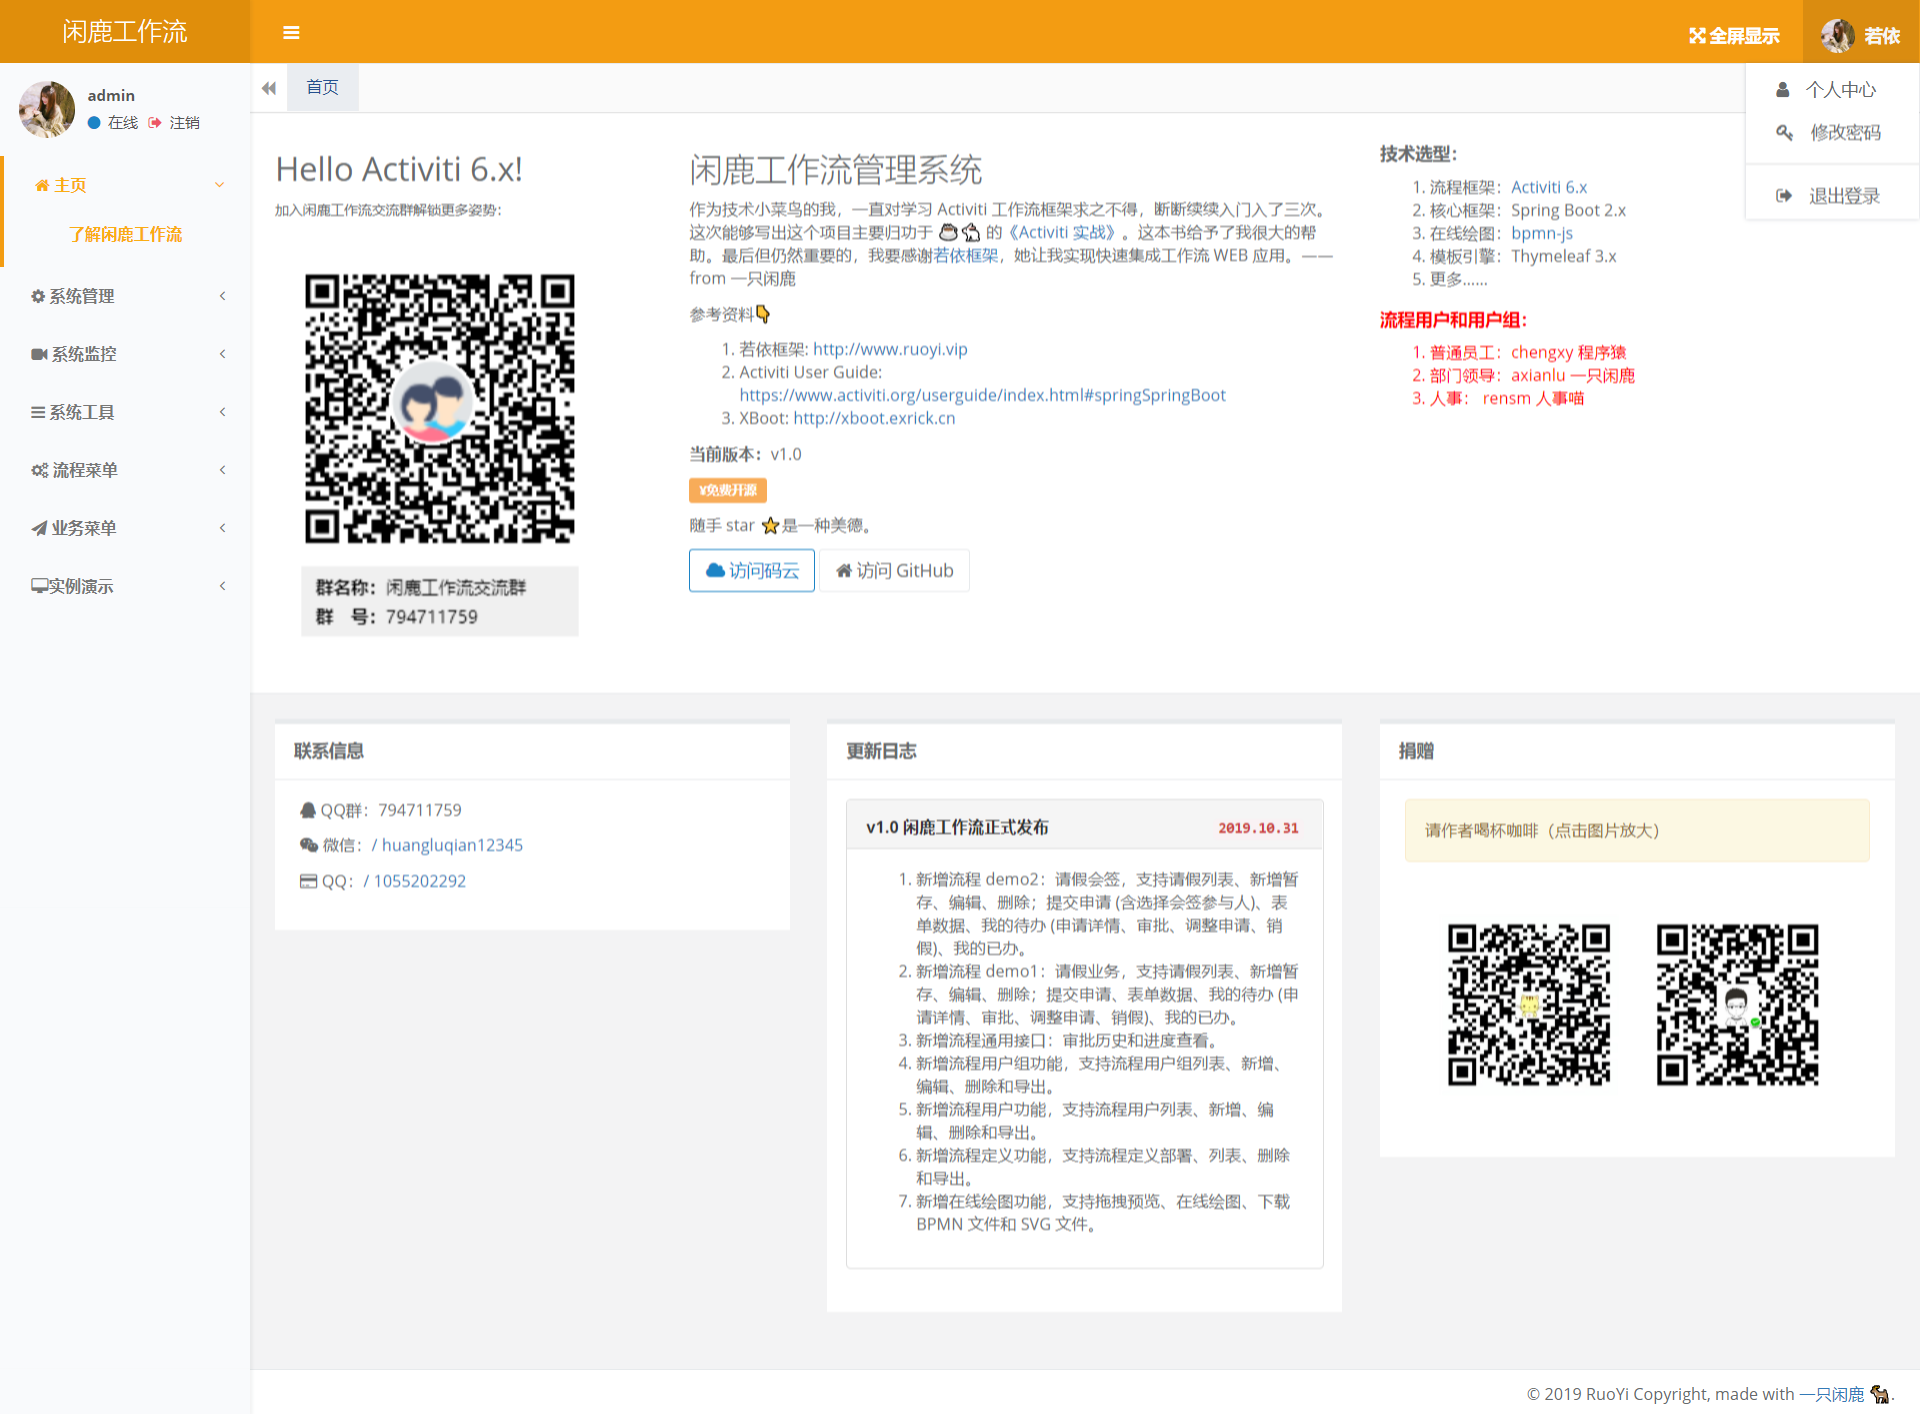 闲鹿工作流
全屏显示
若依
admin
在线 注销
主页
了解闲鹿工作流
系统管理
系统监控
系统工具
流程菜单
业务菜单
实例演示
首页
个人中心
修改密码
退出登录
Hello Activiti 6.x!
加入闲鹿工作流交流群解锁更多姿势：
群名称：闲鹿工作流交流群
群 号：794711759
闲鹿工作流管理系统
作为技术小菜鸟的我，一直对学习 Activiti 工作流框架求之不得，断断续续入门入了三次。
这次能够写出这个项目主要归功于 的《Activiti 实战》。这本书给予了我很大的帮
助。最后但仍然重要的，我要感谢若依框架，她让我实现快速集成工作流 WEB 应用。——
from 一只闲鹿
参考资料👇
1. 若依框架: http://www.ruoyi.vip
2. Activiti User Guide:
https://www.activiti.org/userguide/index.html#springSpringBoot
3. XBoot: http://xboot.exrick.cn
当前版本：v1.0
¥免费开源
随手 star ⭐是一种美德。
访问码云 访问 GitHub
技术选型：
1. 流程框架：Activiti 6.x
2. 核心框架：Spring Boot 2.x
3. 在线绘图：bpmn-js
4. 模板引擎：Thymeleaf 3.x
5. 更多……
流程用户和用户组：
1. 普通员工：chengxy 程序猿
2. 部门领导：axianlu 一只闲鹿
3. 人事： rensm 人事喵
联系信息
QQ群：794711759
微信：/ huangluqian12345
QQ：/ 1055202292
更新日志
v1.0 闲鹿工作流正式发布 2019.10.31
1. 新增流程 demo2：请假会签，支持请假列表、新增暂
存、编辑、删除；提交申请 (含选择会签参与人)、表
单数据、我的待办 (申请详情、审批、调整申请、销
假)、我的已办。
2. 新增流程 demo1：请假业务，支持请假列表、新增暂
存、编辑、删除；提交申请、表单数据、我的待办 (申
请详情、审批、调整申请、销假)、我的已办。
3. 新增流程通用接口：审批历史和进度查看。
4. 新增流程用户组功能，支持流程用户组列表、新增、
编辑、删除和导出。
5. 新增流程用户功能，支持流程用户列表、新增、编
辑、删除和导出。
6. 新增流程定义功能，支持流程定义部署、列表、删除
和导出。
7. 新增在线绘图功能，支持拖拽预览、在线绘图、下载
BPMN 文件和 SVG 文件。
捐赠
请作者喝杯咖啡（点击图片放大）
© 2019 RuoYi Copyright, made with 一只闲鹿 🐐.